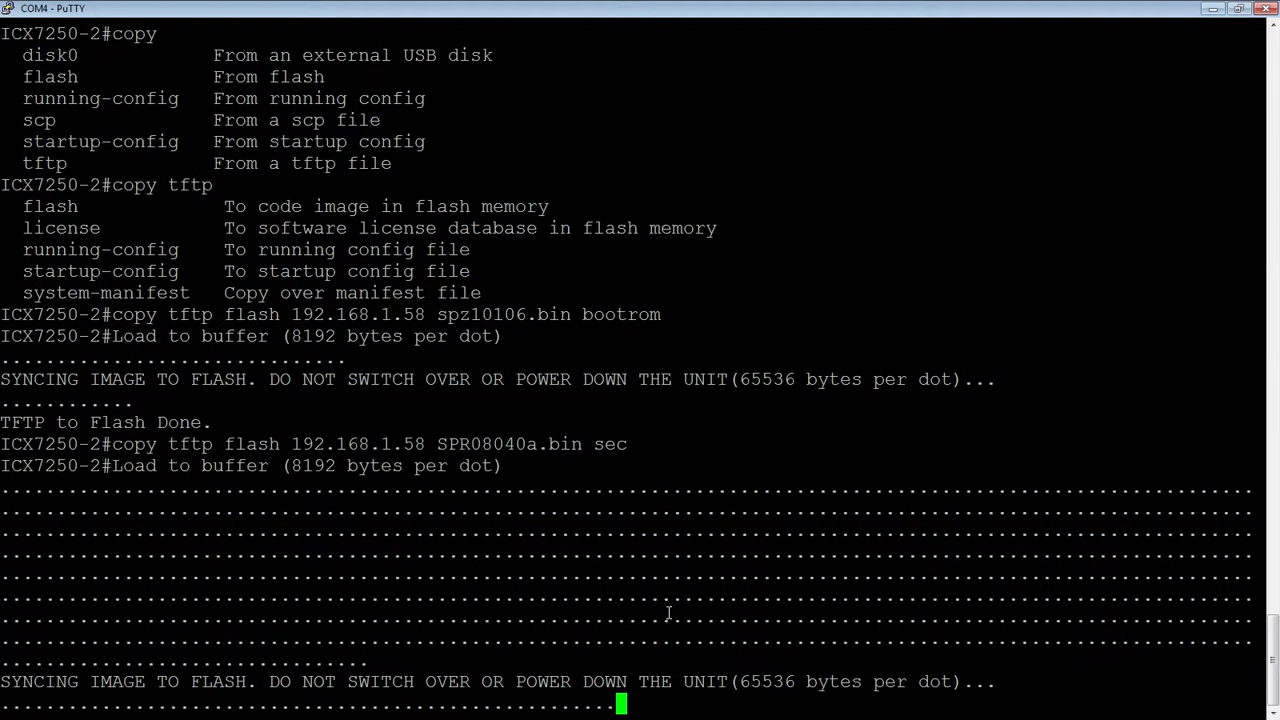 COM4 - PuTTY
ICX7250-2#copy
disk0 From an external USB disk
flash From flash
running-config From running config
scp From a scp file
startup-config From startup config
tftp From a tftp file
ICX7250-2#copy tftp
flash To code image in flash memory
license To software license database in flash memory
running-config To running config file
startup-config To startup config file
system-manifest Copy over manifest file
ICX7250-2#copy tftp flash 192.168.1.58 spz10106.bin bootrom
ICX7250-2#Load to buffer (8192 bytes per dot)
...............................
SYNCING IMAGE TO FLASH. DO NOT SWITCH OVER OR POWER DOWN THE UNIT(65536 bytes per dot)...
............
TFTP to Flash Done.
ICX7250-2#copy tftp flash 192.168.1.58 SPR08040a.bin sec
ICX7250-2#Load to buffer (8192 bytes per dot)
................................................................................................................
................................................................................................................
................................................................................................................
................................................................................................................
................................................................................................................
................................................................................................................
................................................................................................................
................................................................................................................
.................................
SYNCING IMAGE TO FLASH. DO NOT SWITCH OVER OR POWER DOWN THE UNIT(65536 bytes per dot)...
.......................................................